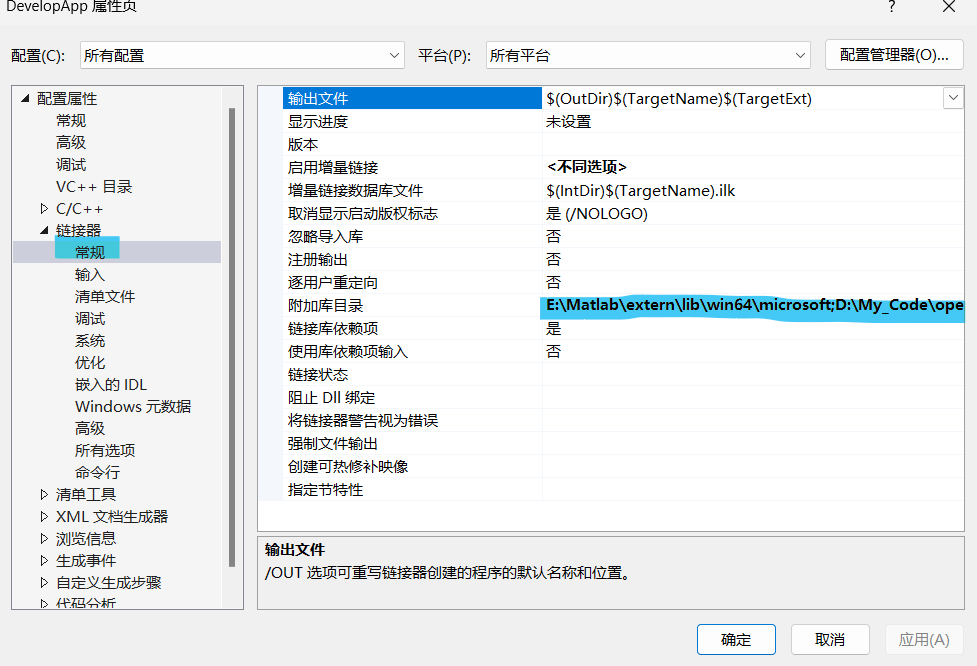 DevelopApp 属性页
?
配置(C): 所有配置 平台(P): 所有平台 配置管理器(O)...
配置属性
常规
高级
调试
VC++ 目录
C/C++
链接器
常规
输入
清单文件
调试
系统
优化
嵌入的 IDL
Windows 元数据
高级
所有选项
命令行
清单工具
XML 文档生成器
浏览信息
生成事件
自定义生成步骤
代码分析
输出文件 $(OutDir)$(TargetName)$(TargetExt)
显示进度 未设置
版本
启用增量链接 <不同选项>
增量链接数据库文件 $(IntDir)$(TargetName).ilk
取消显示启动版权标志 是 (/NOLOGO)
忽略导入库 否
注册输出 否
逐用户重定向 否
附加库目录 E:\Matlab\extern\lib\win64\microsoft;D:\My_Code\ope
链接库依赖项 是
使用库依赖项输入 否
链接状态
阻止 Dll 绑定
将链接器警告视为错误
强制文件输出
创建可热修补映像
指定节特性
输出文件
/OUT 选项可重写链接器创建的程序的默认名称和位置。
确定 取消 应用(A)